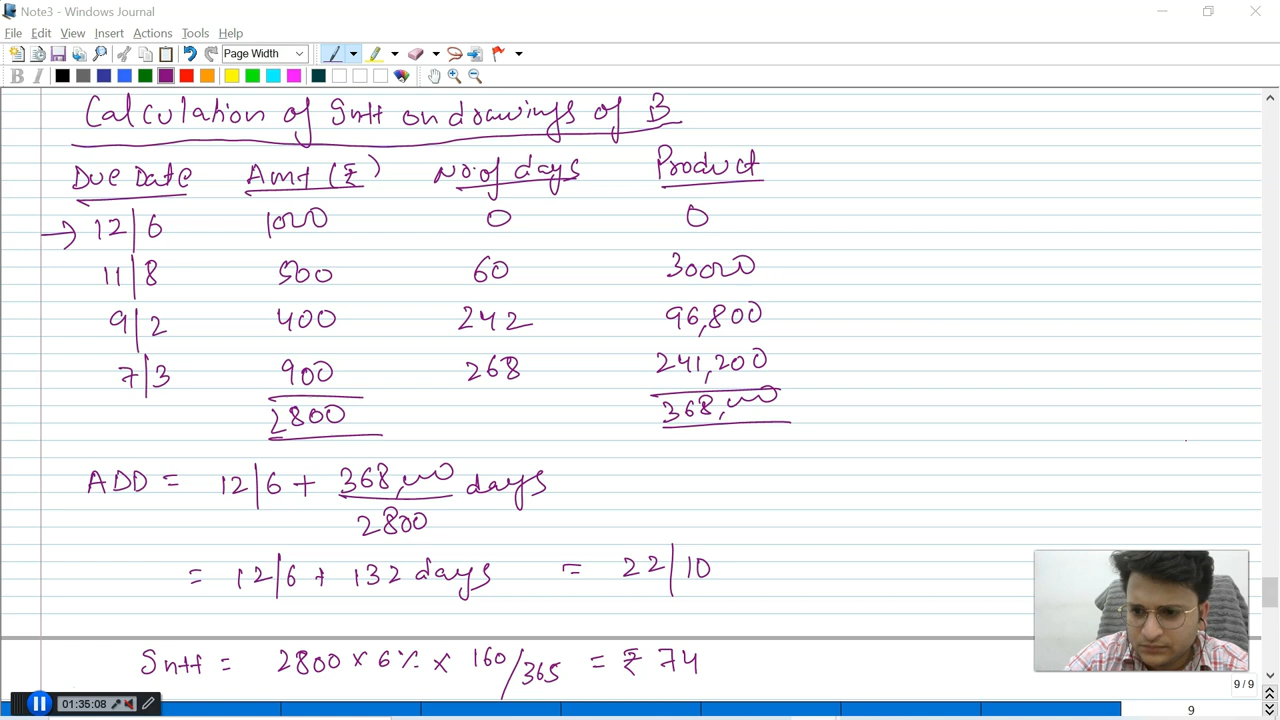 Note3 - Windows Journal
File Edit View Insert Actions Tools Help
Page Width
B I
Calculation of Intt on drawings of B
Due Date Amt (₹) No. of days Product
→ 12|6 1000 0 0
11|8 500 60 30000
9|2 400 242 96,800
7|3 900 268 241,200
2800 368,000
ADD = 12|6 + 368,000 days
2800
= 12|6 + 132 days = 22|10
Intt = 2800 × 6% × 160/365 = ₹ 74
9 / 9
01:35:08
9